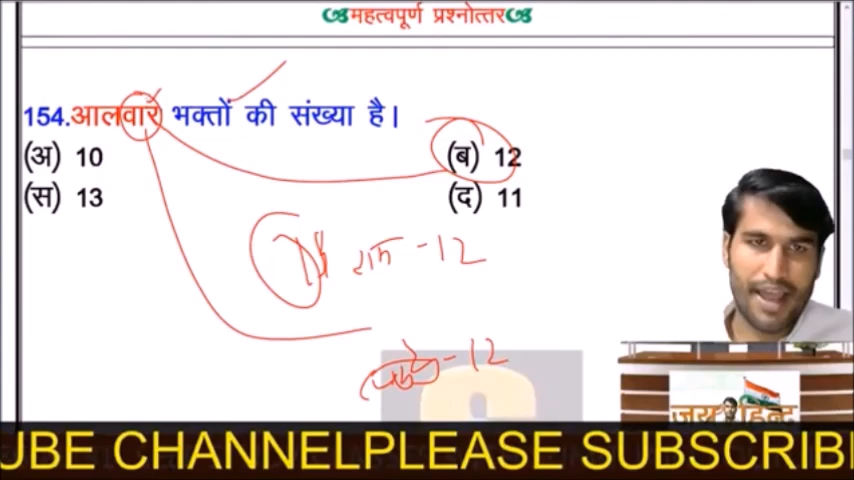 महत्वपूर्ण प्रश्नोत्तर
154.आलवार भक्तों की संख्या है।
(अ) 10 (ब) 12
(स) 13 (द) 11
राम - 12
- 12
जय हिन्द
UBE CHANNELPLEASE SUBSCRIB